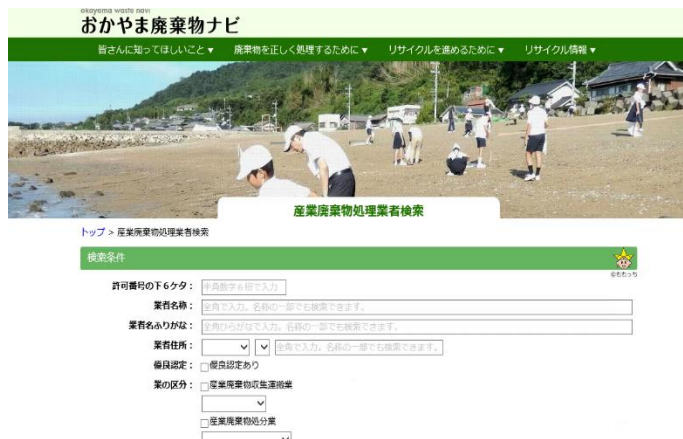 okayama waste navi
おかやま廃棄物ナビ
皆さんに知ってほしいこと▼ 廃棄物を正しく処理するために▼ リサイクルを進めるために▼ リサイクル情報▼
産業廃棄物処理業者検索
トップ > 産業廃棄物処理業者検索
検索条件
©ももっち
許可番号の下6ケタ： 半角数字6桁で入力
業者名称： 全角で入力。名称の一部でも検索できます。
業者名ふりがな： 全角ひらがなで入力。名称の一部でも検索できます。
業者住所： 全角で入力。名称の一部でも検索できます。
優良認定： 優良認定あり
業の区分： 産業廃棄物収集運搬業
産業廃棄物処分業